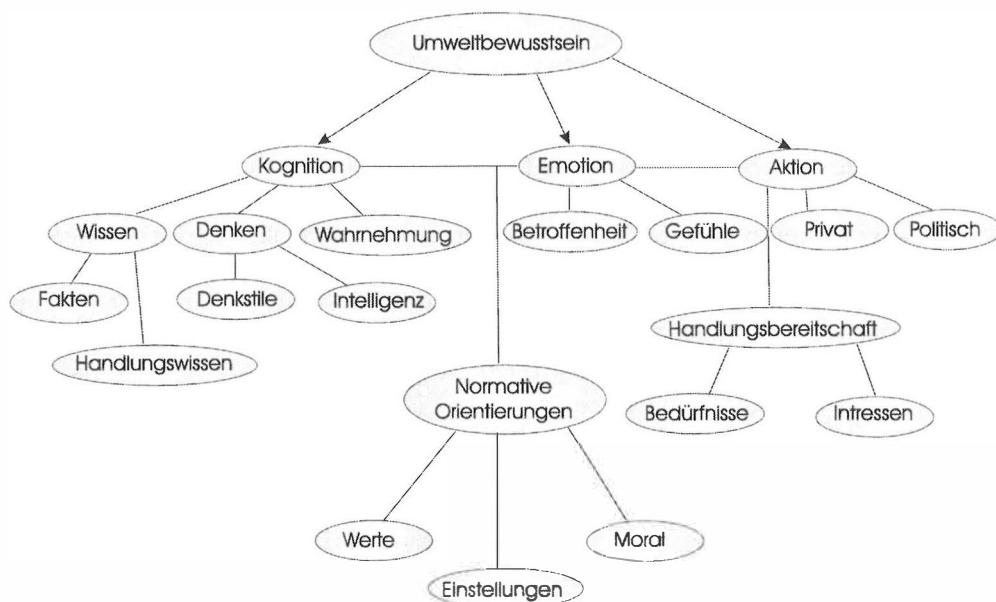 Umweltbewusstsein
Kognition
Emotion
Aktion
Wissen
Denken
Wahrnehmung
Betroffenheit
Gefühle
Privat
Politisch
Fakten
Denkstile
Intelligenz
Handlungswissen
Handlungsbereitschaft
Normative
Orientierungen
Bedürfnisse
Intressen
Werte
Moral
Einstellungen